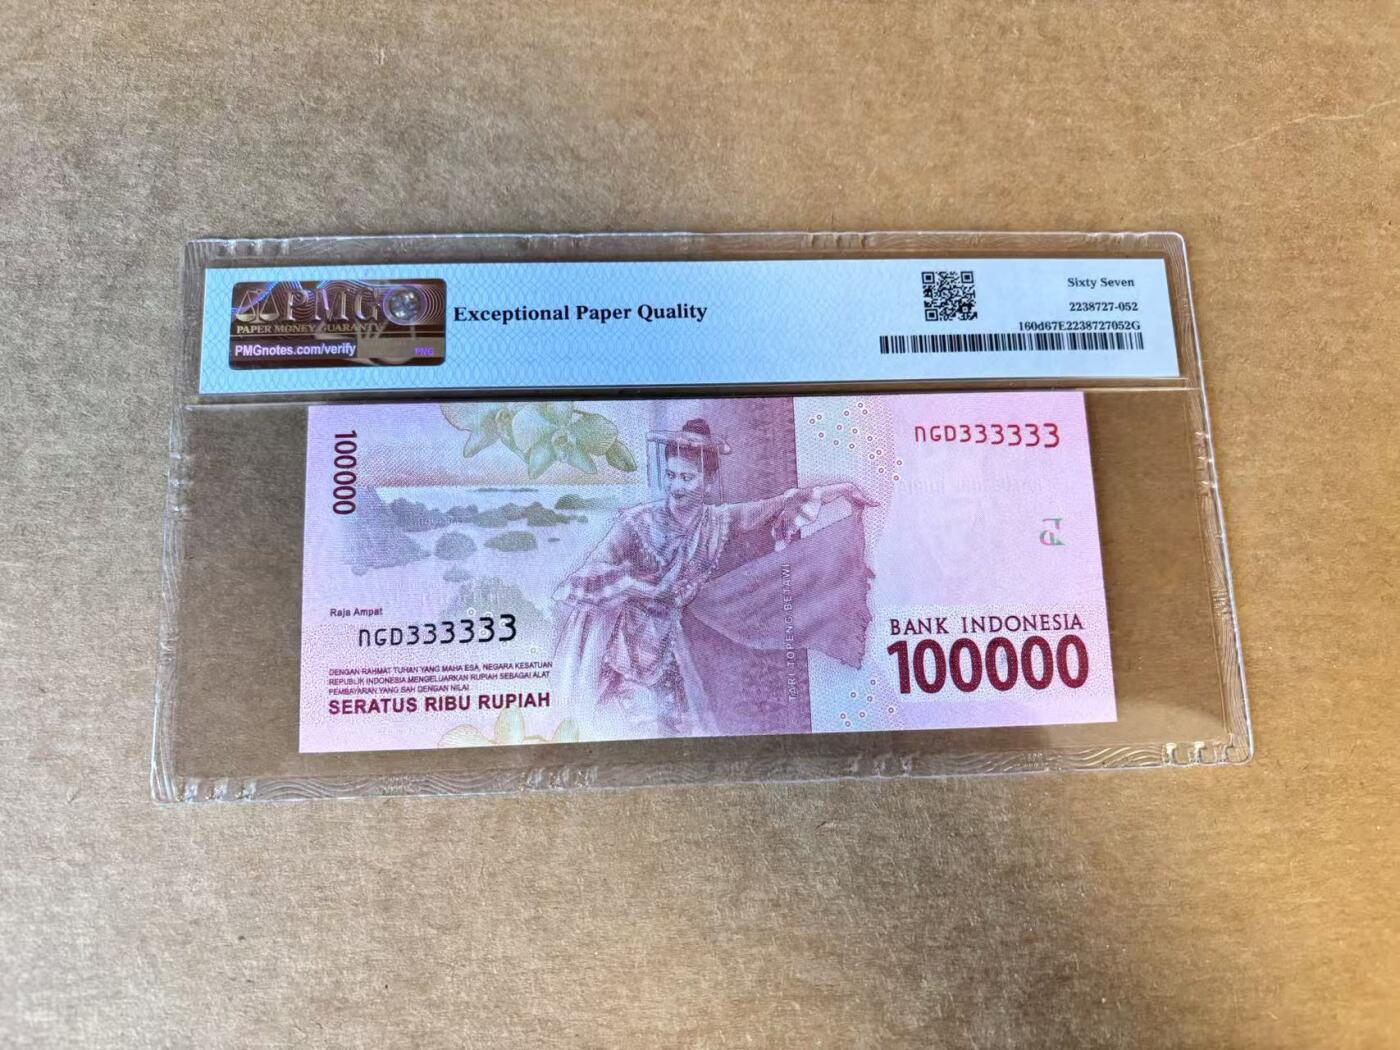 PMG
PAPER MONEY GUARANTY
PMGnotes.com/verify
PMG
Exceptional Paper Quality
Sixty Seven
2238727-052
160d67E2238727052G
100000
NGD333333
Raja Ampat
NGD333333
DENGAN RAHMAT TUHAN YANG MAHA ESA, NEGARA KESATUAN
REPUBLIK INDONESIA MENGELUARKAN RUPIAH SEBAGAI ALAT
PEMBAYARAN YANG SAH DENGAN NILAI
SERATUS RIBU RUPIAH
TARI TOPENG BETAWI
BANK INDONESIA
100000